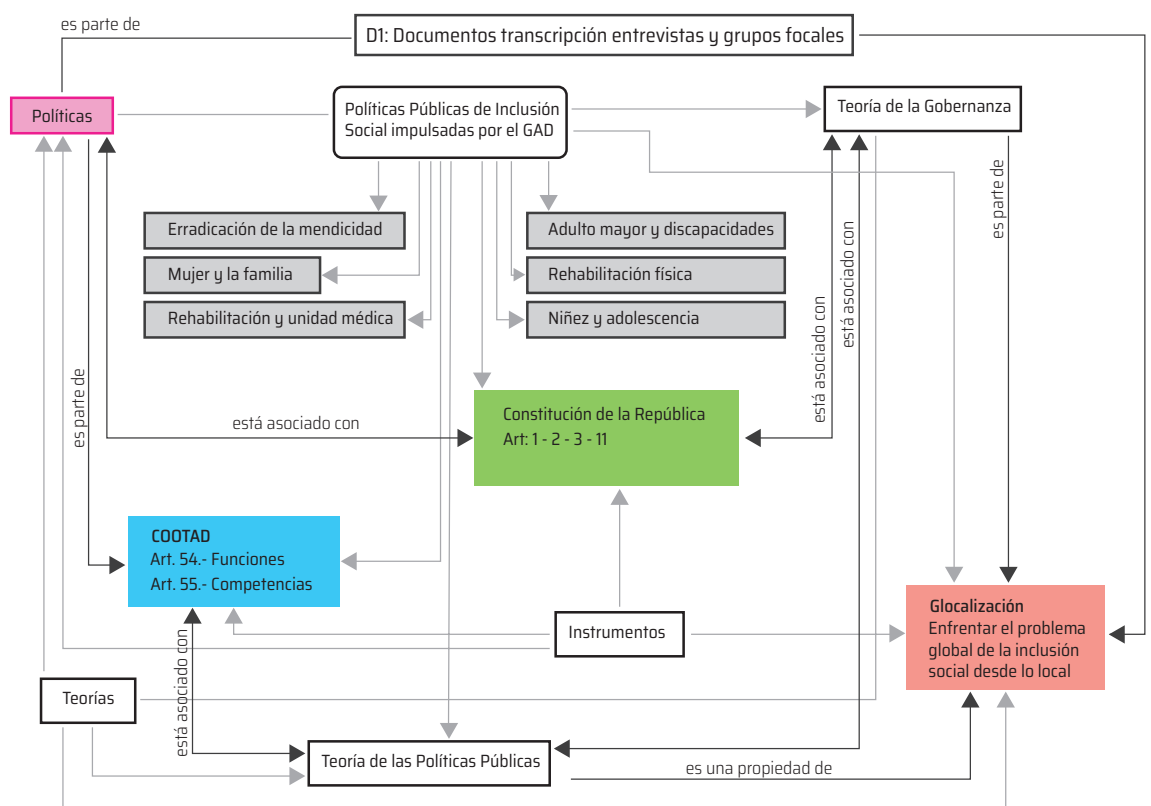 es parte de
D1: Documentos transcripción entrevistas y grupos focales
Políticas
Políticas Públicas de Inclusión
Social impulsadas por el GAD
Teoría de la Gobernanza
es parte de
Erradicación de la mendicidad
Adulto mayor y discapacidades
Mujer y la familia
Rehabilitación física
Rehabilitación y unidad médica
Niñez y adolescencia
está asociado con
está asociado con
es parte de
está asociado con
Constitución de la República
Art: 1 - 2 - 3 - 11
COOTAD
Art. 54.- Funciones
Art. 55.- Competencias
Glocalización
Enfrentar el problema
global de la inclusión
social desde lo local
Instrumentos
Teorías
está asociado con
Teoría de las Políticas Públicas
es una propiedad de